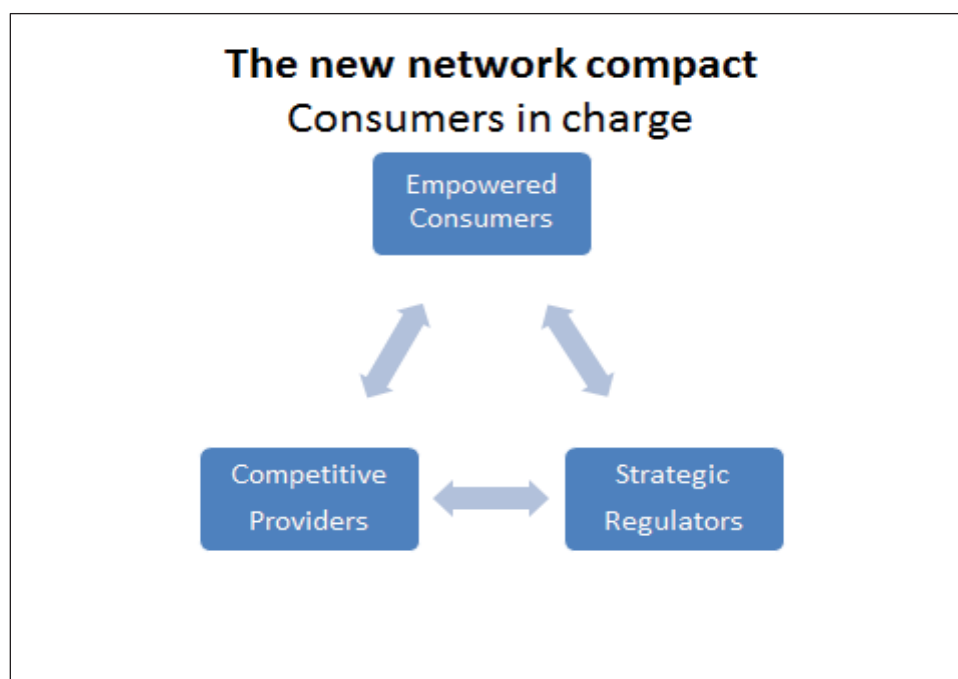 The new network compact
Consumers in charge
Empowered
Consumers
Competitive
Providers
Strategic
Regulators